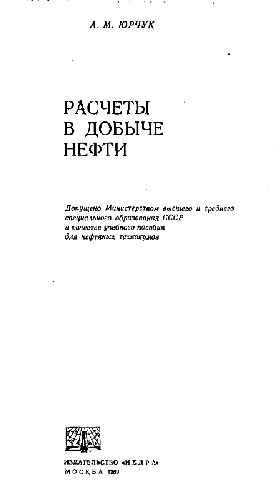 А. М. ЮРЧУК
РАСЧЕТЫ
В ДОБЫЧЕ
НЕФТИ
Допущено Министерством высшего и среднего
специального образования СССР
в качестве учебного пособия
для нефтяных техникумов
ИЗДАТЕЛЬСТВО «НЕДРА»
МОСКВА